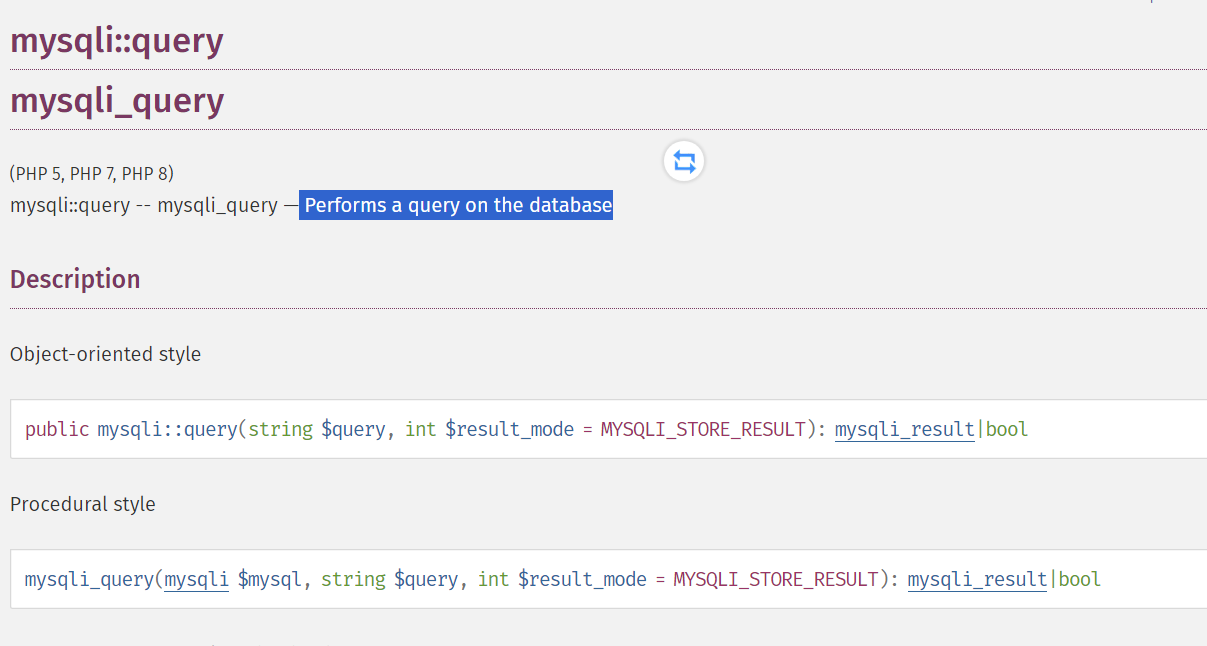 mysqli::query
mysqli_query
(PHP 5, PHP 7, PHP 8)
mysqli::query -- mysqli_query — Performs a query on the database
Description
Object-oriented style
public mysqli::query(string $query, int $result_mode = MYSQLI_STORE_RESULT): mysqli_result|bool
Procedural style
mysqli_query(mysqli $mysql, string $query, int $result_mode = MYSQLI_STORE_RESULT): mysqli_result|bool